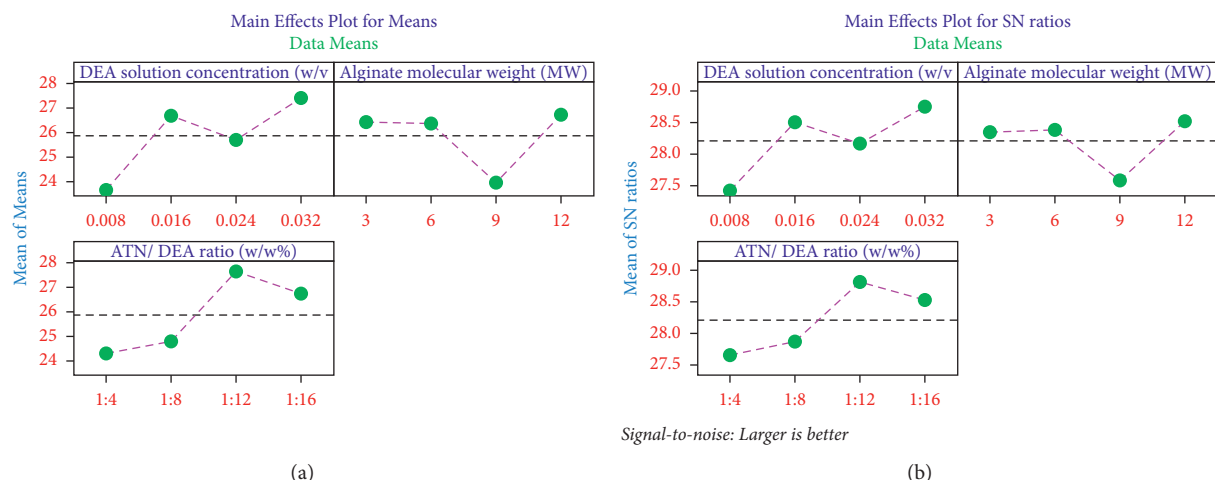 Main Effects Plot for Means
Data Means
DEA solution concentration (w/v
Alginate molecular weight (MW)
28
27
26
25
24
0.008 0.016 0.024 0.032
3 6 9 12
Mean of Means
ATN/ DEA ratio (w/w%)
28
27
26
25
24
1:4 1:8 1:12 1:16
(a)
Main Effects Plot for SN ratios
Data Means
DEA solution concentration (w/v
Alginate molecular weight (MW)
29.0
28.5
28.0
27.5
0.008 0.016 0.024 0.032
3 6 9 12
Mean of SN ratios
ATN/ DEA ratio (w/w%)
29.0
28.5
28.0
27.5
1:4 1:8 1:12 1:16
Signal-to-noise: Larger is better
(b)